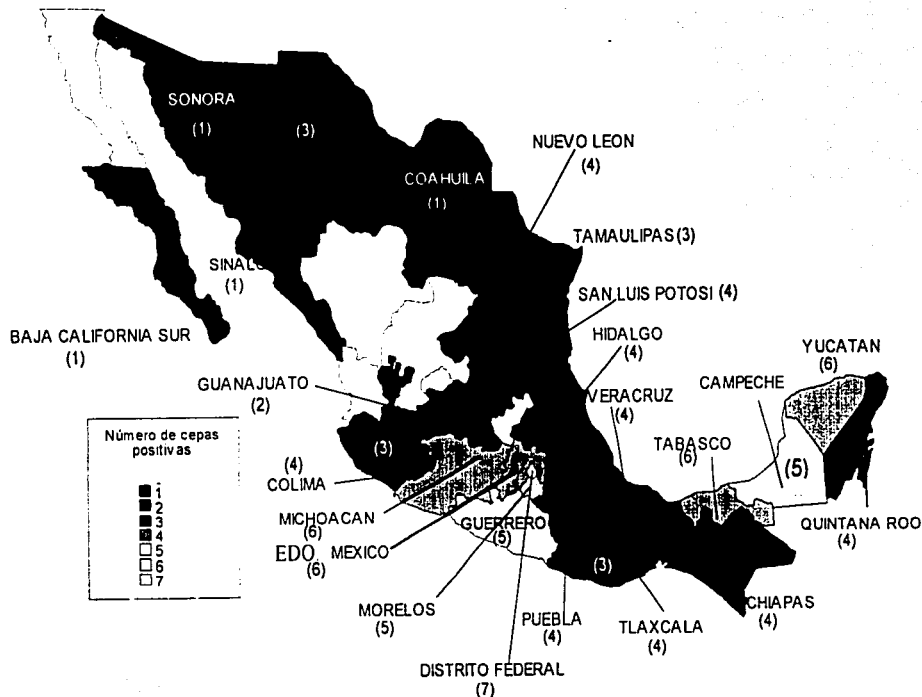 SONORA
(1)
(3)
NUEVO LEON
(4)
COAHUILA
(1)
TAMAULIPAS (3)
SINALO
(1)
SAN LUIS POTOSI (4)
BAJA CALIFORNIA SUR
(1)
HIDALGO
(4)
YUCATAN
(6)
GUANAJUATO
(2)
VERACRUZ
(4)
CAMPECHE
(5)
TABASCO
(6)
Número de cepas
positivas
1
2
3
4
5
6
7
(3)
(4)
COLIMA
MICHOACAN
(6)
GUERRERO
(5)
QUINTANA ROO
(4)
EDO. MEXICO
(6)
(3)
MORELOS
(5)
PUEBLA
(4)
TLAXCALA
(4)
CHIAPAS
(4)
DISTRITO FEDERAL
(7)